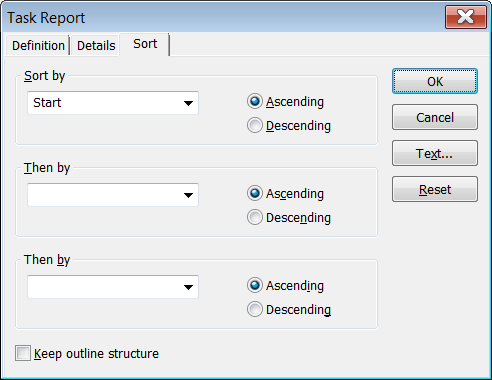 Task Report
Definition Details Sort
Sort by
Start
Ascending
Descending
Then by
Ascending
Descending
Then by
Ascending
Descending
Keep outline structure
OK
Cancel
Text...
Reset